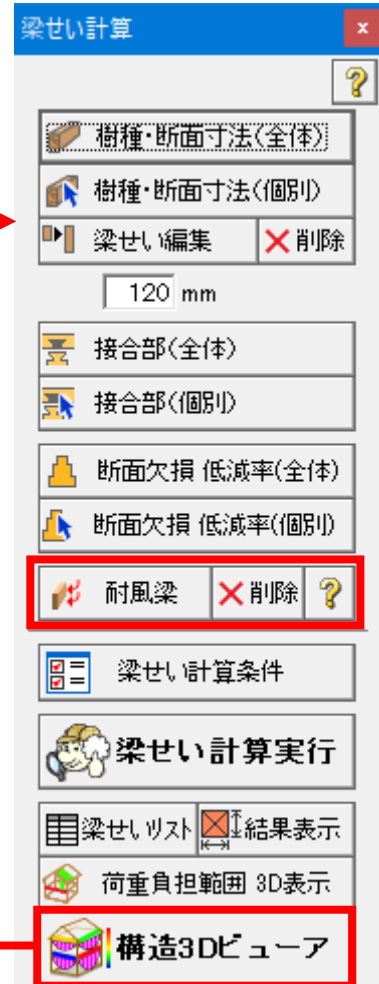 梁せい計算 x
?
樹種・断面寸法(全体)
樹種・断面寸法(個別)
梁せい編集 削除
120 mm
接合部(全体)
接合部(個別)
断面欠損 低減率(全体)
断面欠損 低減率(個別)
耐風梁 削除 ?
梁せい計算条件
梁せい計算実行
梁せいリスト 結果表示
荷重負担範囲 3D表示
構造3Dビューア